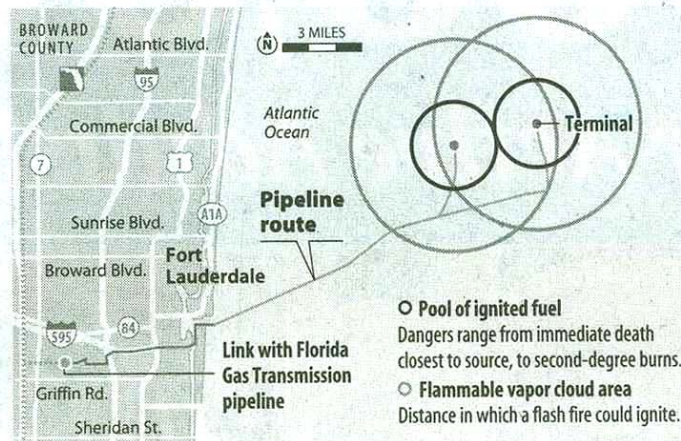 BROWARD
COUNTY
Atlantic Blvd.
95
N
3 MILES
Atlantic
Ocean
Commercial Blvd.
Terminal
7
1
A1A
Pipeline
route
Sunrise Blvd.
Fort
Lauderdale
Broward Blvd.
595
84
Link with Florida
Gas Transmission
pipeline
Griffin Rd.
Sheridan St.
Pool of ignited fuel
Dangers range from immediate death
closest to source, to second-degree burns.
Flammable vapor cloud area
Distance in which a flash fire could ignite.